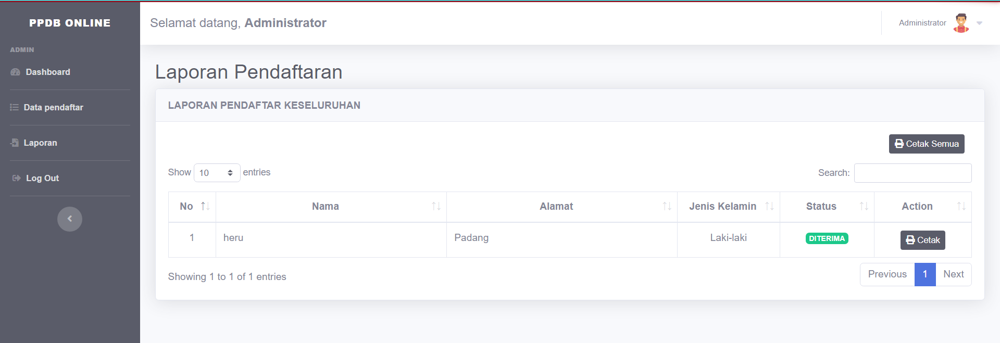 PPDB ONLINE
Selamat datang, Administrator
Administrator
ADMIN
Dashboard
Data pendaftar
Laporan
Log Out
Laporan Pendaftaran
LAPORAN PENDAFTAR KESELURUHAN
Cetak Semua
Show 10 entries
Search:
No Nama Alamat Jenis Kelamin Status Action
1 heru Padang Laki-laki DITERIMA Cetak
Showing 1 to 1 of 1 entries
Previous 1 Next